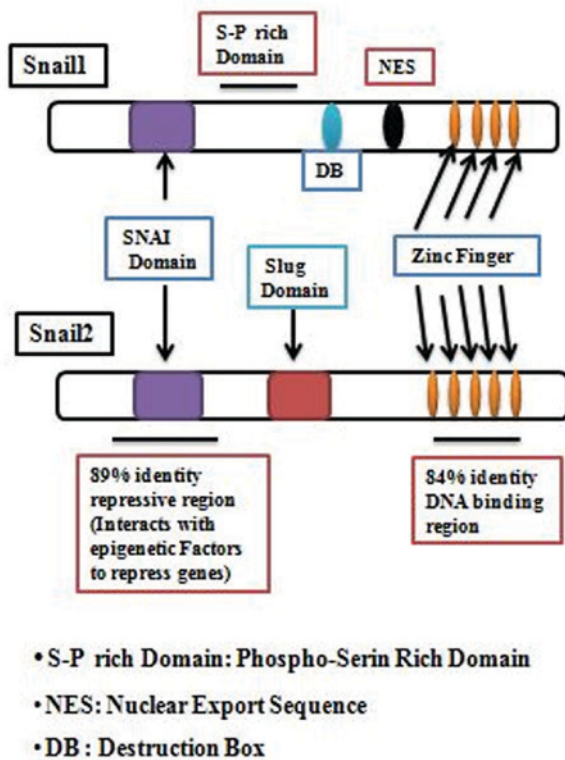 S-P rich
Domain
Snail1
NES
DB
SNAI
Domain
Slug
Domain
Zinc Finger
Snail2
89% identity
repressive region
(Interacts with
epigenetic Factors
to repress genes)
84% identity
DNA binding
region
• S-P rich Domain: Phospho-Serin Rich Domain
• NES: Nuclear Export Sequence
• DB : Destruction Box